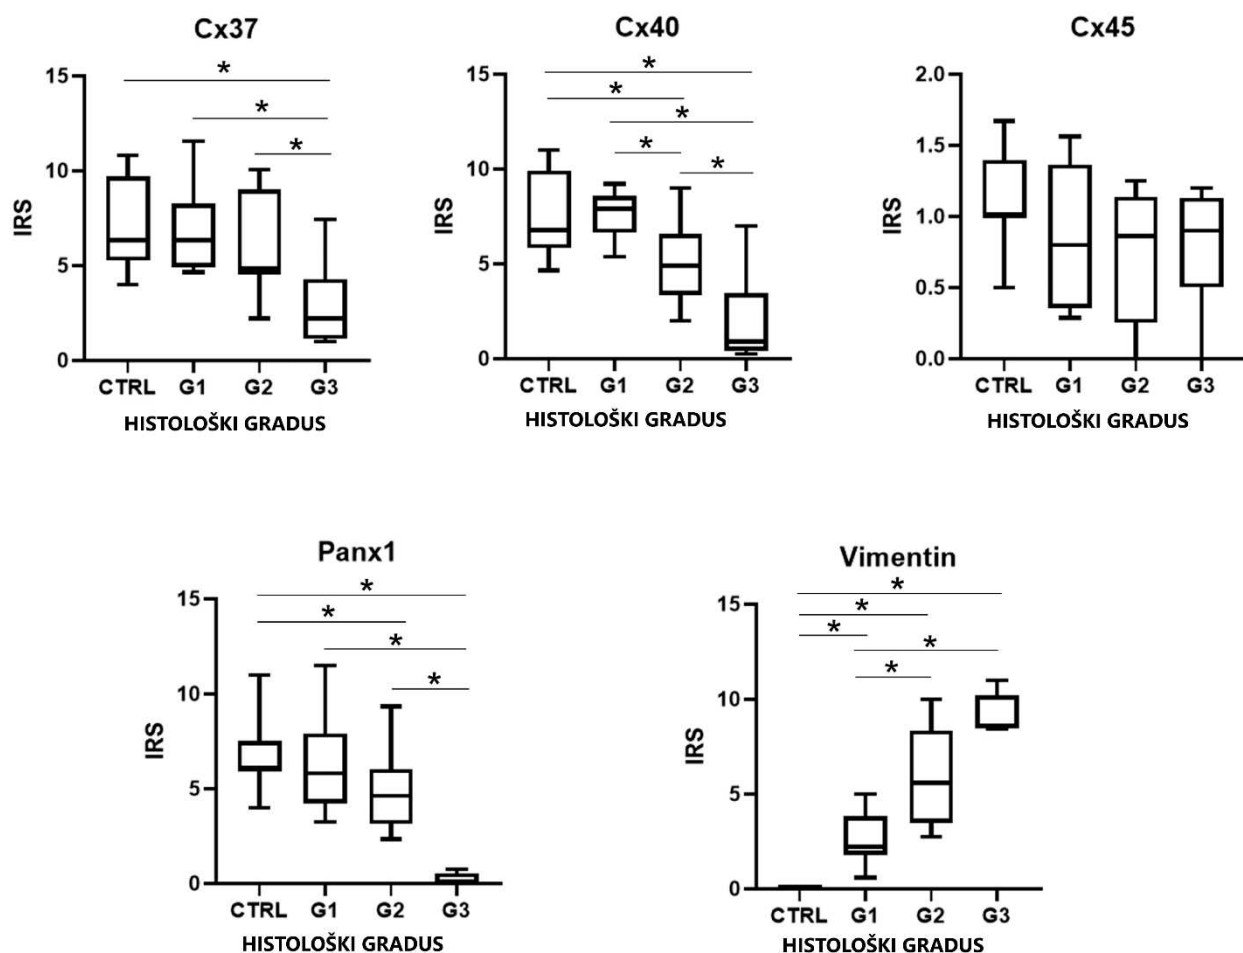 Cx37
*
*
*
15
10
5
0
IRS
CTRL G1 G2 G3
HISTOLOŠKI GRADUS
Cx40
*
*
*
*
*
15
10
5
0
IRS
CTRL G1 G2 G3
HISTOLOŠKI GRADUS
Cx45
2.0
1.5
1.0
0.5
0.0
IRS
CTRL G1 G2 G3
HISTOLOŠKI GRADUS
Panx1
*
*
*
*
15
10
5
0
IRS
CTRL G1 G2 G3
HISTOLOŠKI GRADUS
Vimentin
*
*
*
*
*
15
10
5
0
IRS
CTRL G1 G2 G3
HISTOLOŠKI GRADUS